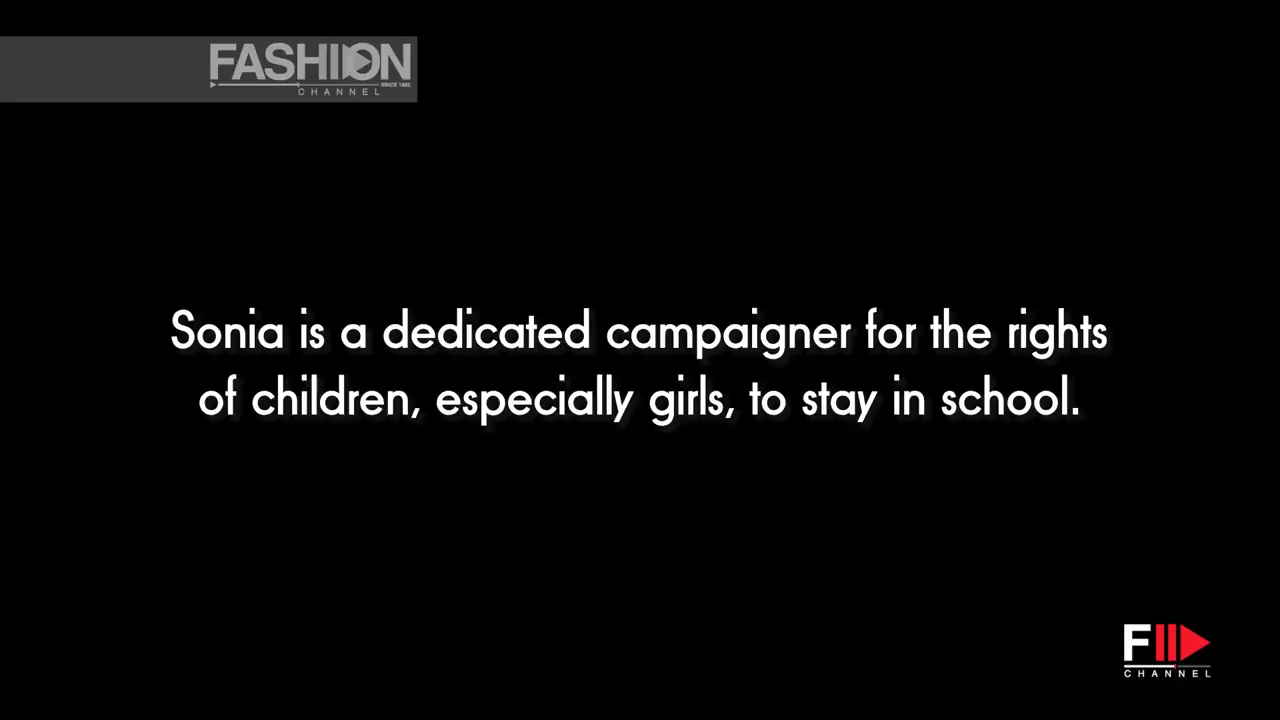 FASHION
SINCE 1982
CHANNEL
Sonia is a dedicated campaigner for the rights
of children, especially girls, to stay in school.
F
CHANNEL